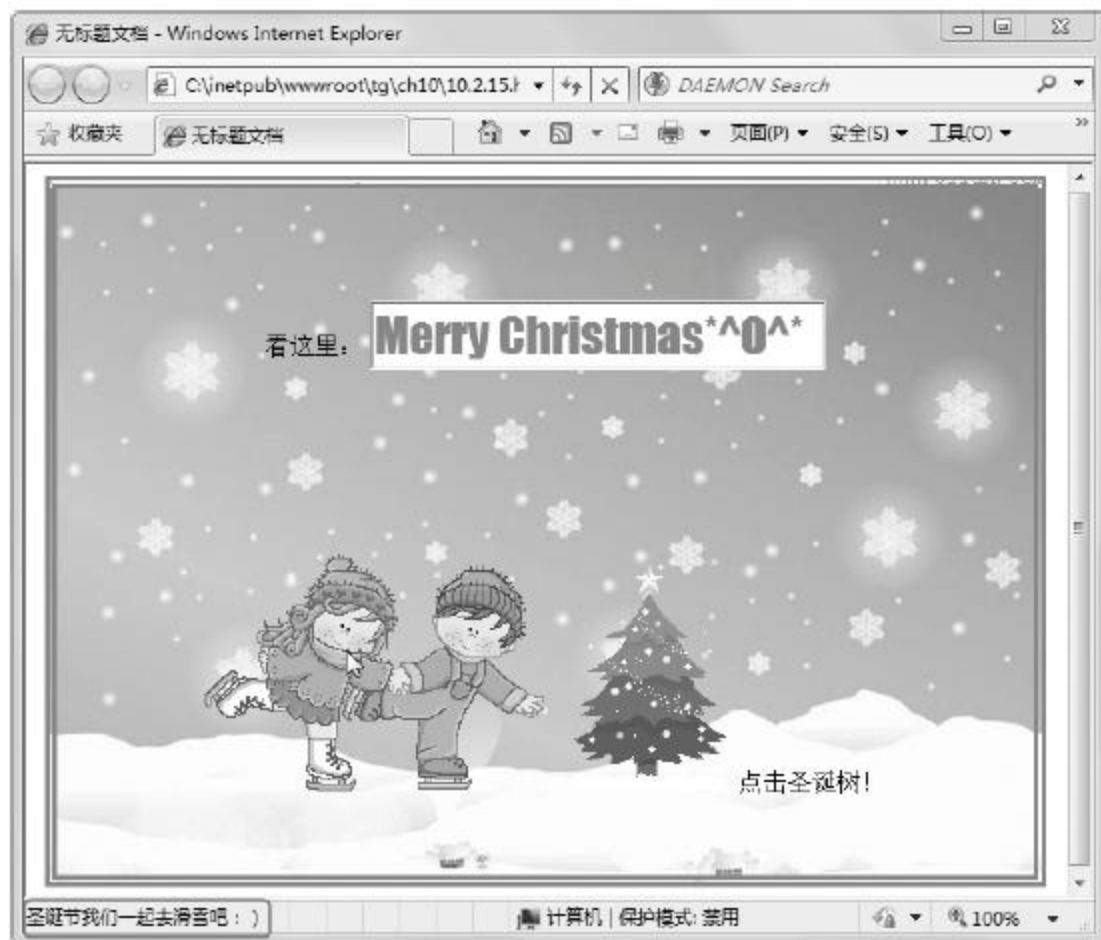 无标题文档 - Windows Internet Explorer
C:\inetpub\wwwroot\tg\ch10\10.2.15.h
DAEMON Search
收藏夹 无标题文档 页面(P) 安全(S) 工具(O) »
看这里: Merry Christmas*^O^*
点击圣诞树!
圣诞节我们一起去滑雪吧:) 计算机 | 保护模式: 禁用 100%